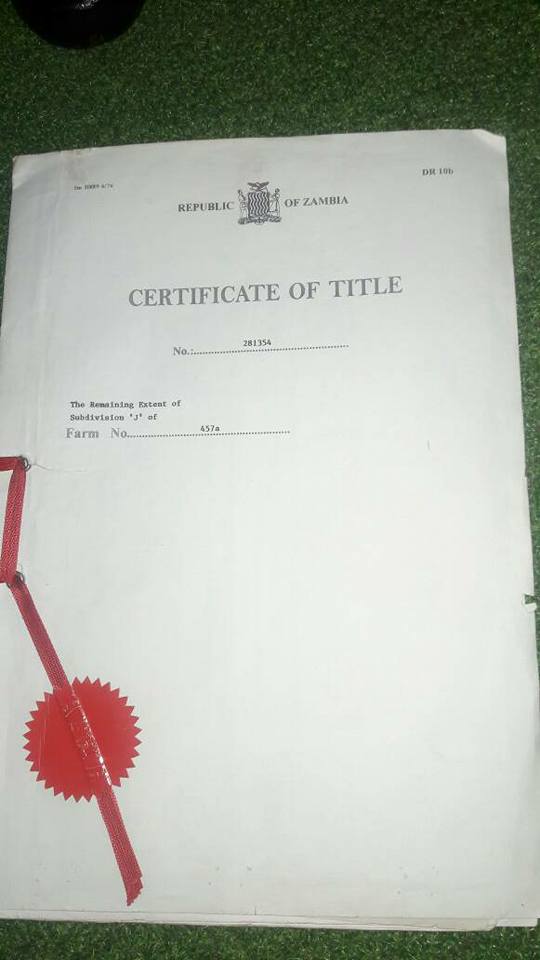 DR 10b
REPUBLIC OF ZAMBIA
CERTIFICATE OF TITLE
No.: 281354
The Remaining Extent of
Subdivision 'J' of
Farm No. 457a